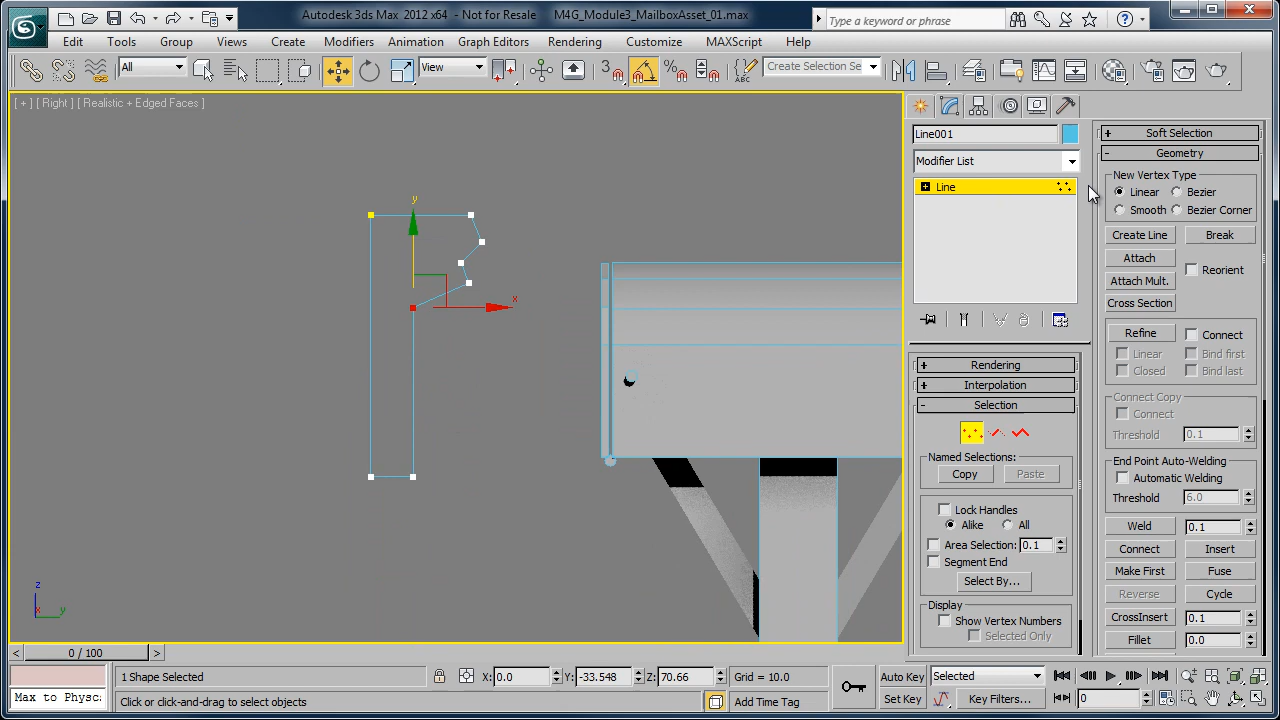 Autodesk 3ds Max 2012 x64 - Not for Resale M4G_Module3_MailboxAsset_01.max
Type a keyword or phrase
Edit Tools Group Views Create Modifiers Animation Graph Editors Rendering Customize MAXScript Help
All View 3 Create Selection Se
[ + ] [ Right ] [ Realistic + Edged Faces ]
Line001
Modifier List
Line
Rendering
Interpolation
Selection
Named Selections:
Copy Paste
Lock Handles
Alike All
Area Selection: 0.1
Segment End
Select By...
Display
Show Vertex Numbers
Selected Only
Soft Selection
Geometry
New Vertex Type
Linear Bezier
Smooth Bezier Corner
Create Line Break
Attach Reorient
Attach Mult.
Cross Section
Refine Connect
Linear Bind first
Closed Bind last
Connect Copy
Connect
Threshold 0.1
End Point Auto-Welding
Automatic Welding
Threshold 6.0
Weld 0.1
Connect Insert
Make First Fuse
Reverse Cycle
CrossInsert 0.1
Fillet 0.0
y
x
z
x y
0 / 100
1 Shape Selected X: 0.0 Y: -33.548 Z: 70.66 Grid = 10.0 Auto Key Selected
Max to Physc
Click or click-and-drag to select objects Add Time Tag Set Key Key Filters... 0